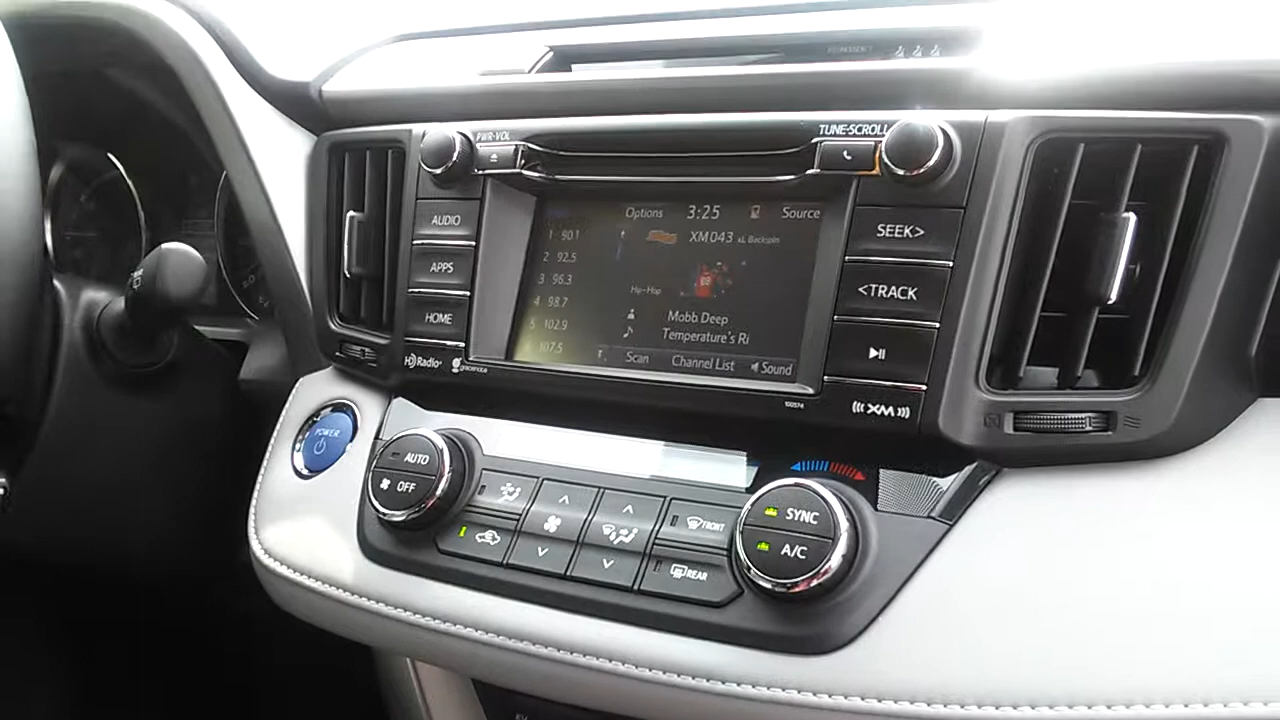 PWR·VOL
TUNE·SCROLL
AUDIO
APPS
HOME
HD Radio
gracenote
Options 3:25 Source
1 90.1
2 92.5
3 96.3
4 98.7
5 102.9
107.5
XM043 xL Backspin
Hip-Hop
Mobb Deep
Temperature's Ri
Scan Channel List Sound
SEEK>
<TRACK
100574
((( XM )))
POWER
AUTO
OFF
FRONT
REAR
SYNC
A/C